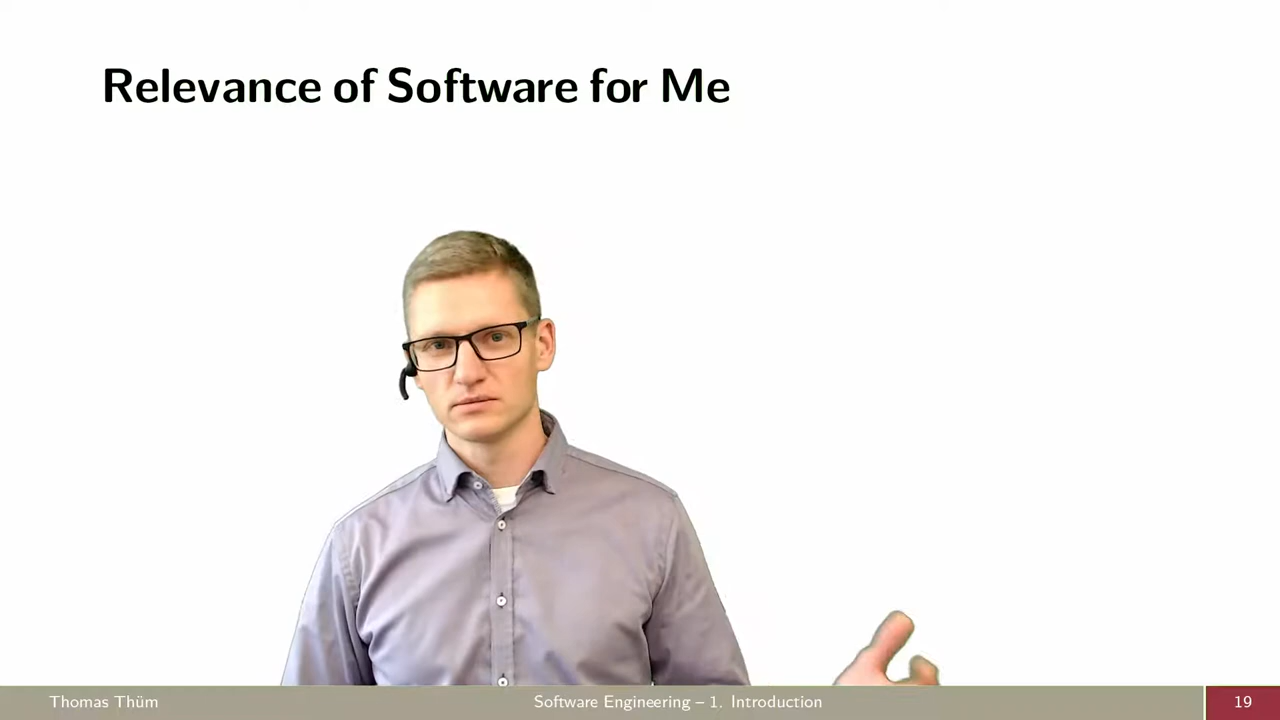 Relevance of Software for Me
Thomas Thüm
Software Engineering – 1. Introduction
19